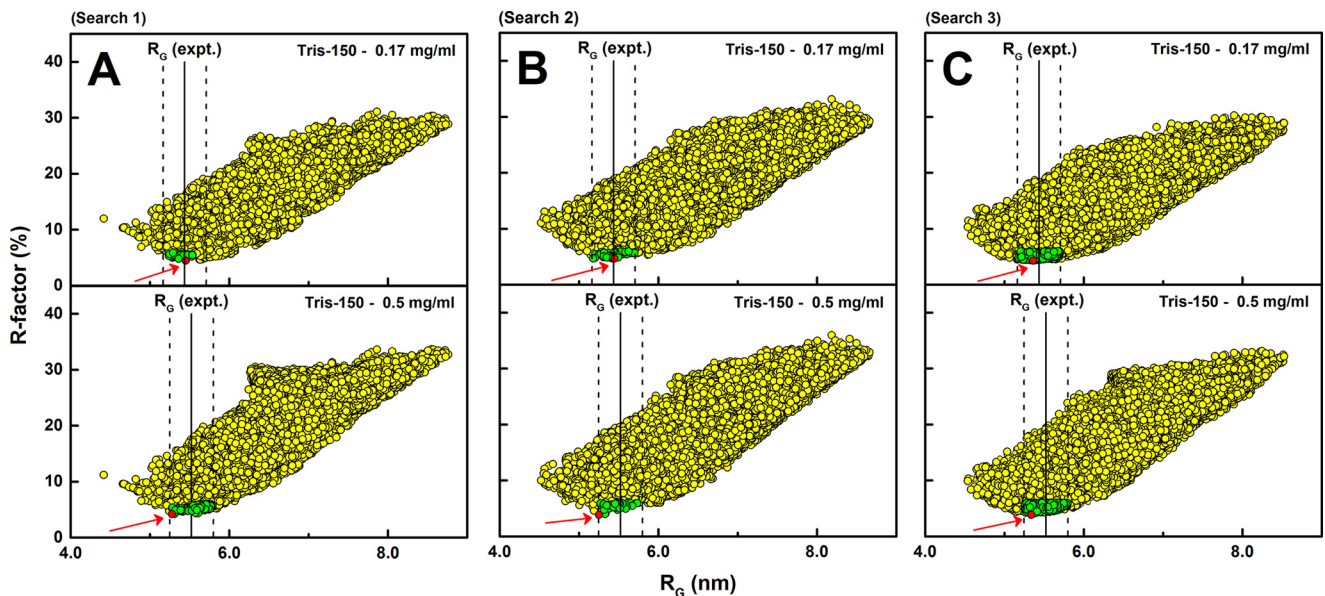 (Search 1)
(Search 2)
(Search 3)
A
R_G (expt.)
Tris-150 - 0.17 mg/ml
B
R_G (expt.)
Tris-150 - 0.17 mg/ml
C
R_G (expt.)
Tris-150 - 0.17 mg/ml
40
30
20
10
0
R_G (expt.)
Tris-150 - 0.5 mg/ml
R_G (expt.)
Tris-150 - 0.5 mg/ml
R_G (expt.)
Tris-150 - 0.5 mg/ml
40
30
20
10
0
R-factor (%)
4.0 6.0 8.0
4.0 6.0 8.0
4.0 6.0 8.0
R_G (nm)